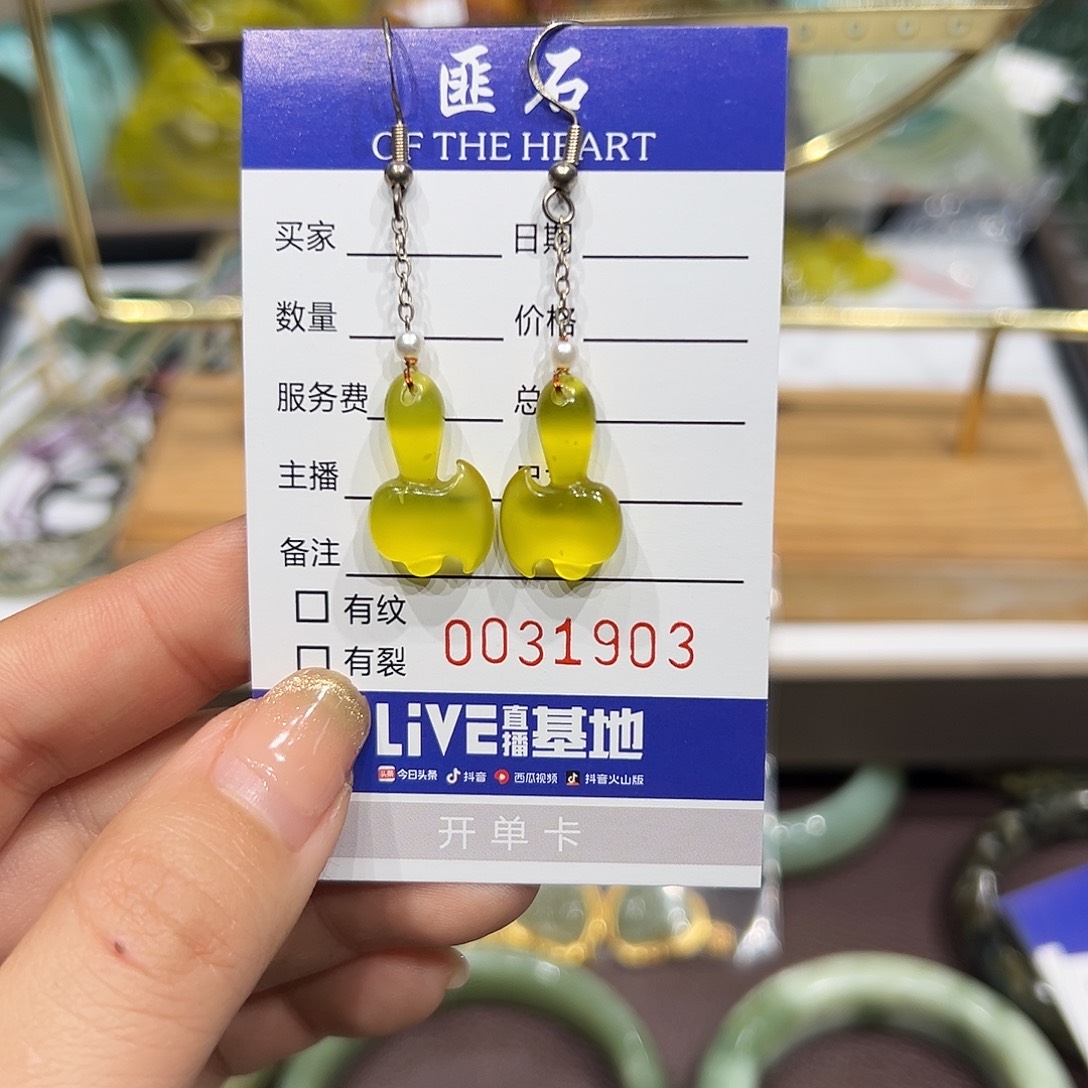 匪石
OF THE HEART
买家 日期
数量 价格
服务费 总
主播
备注
有纹
有裂
0031903
LiVE直播基地
头条 今日头条 抖音 西瓜视频 抖音火山版
开单卡